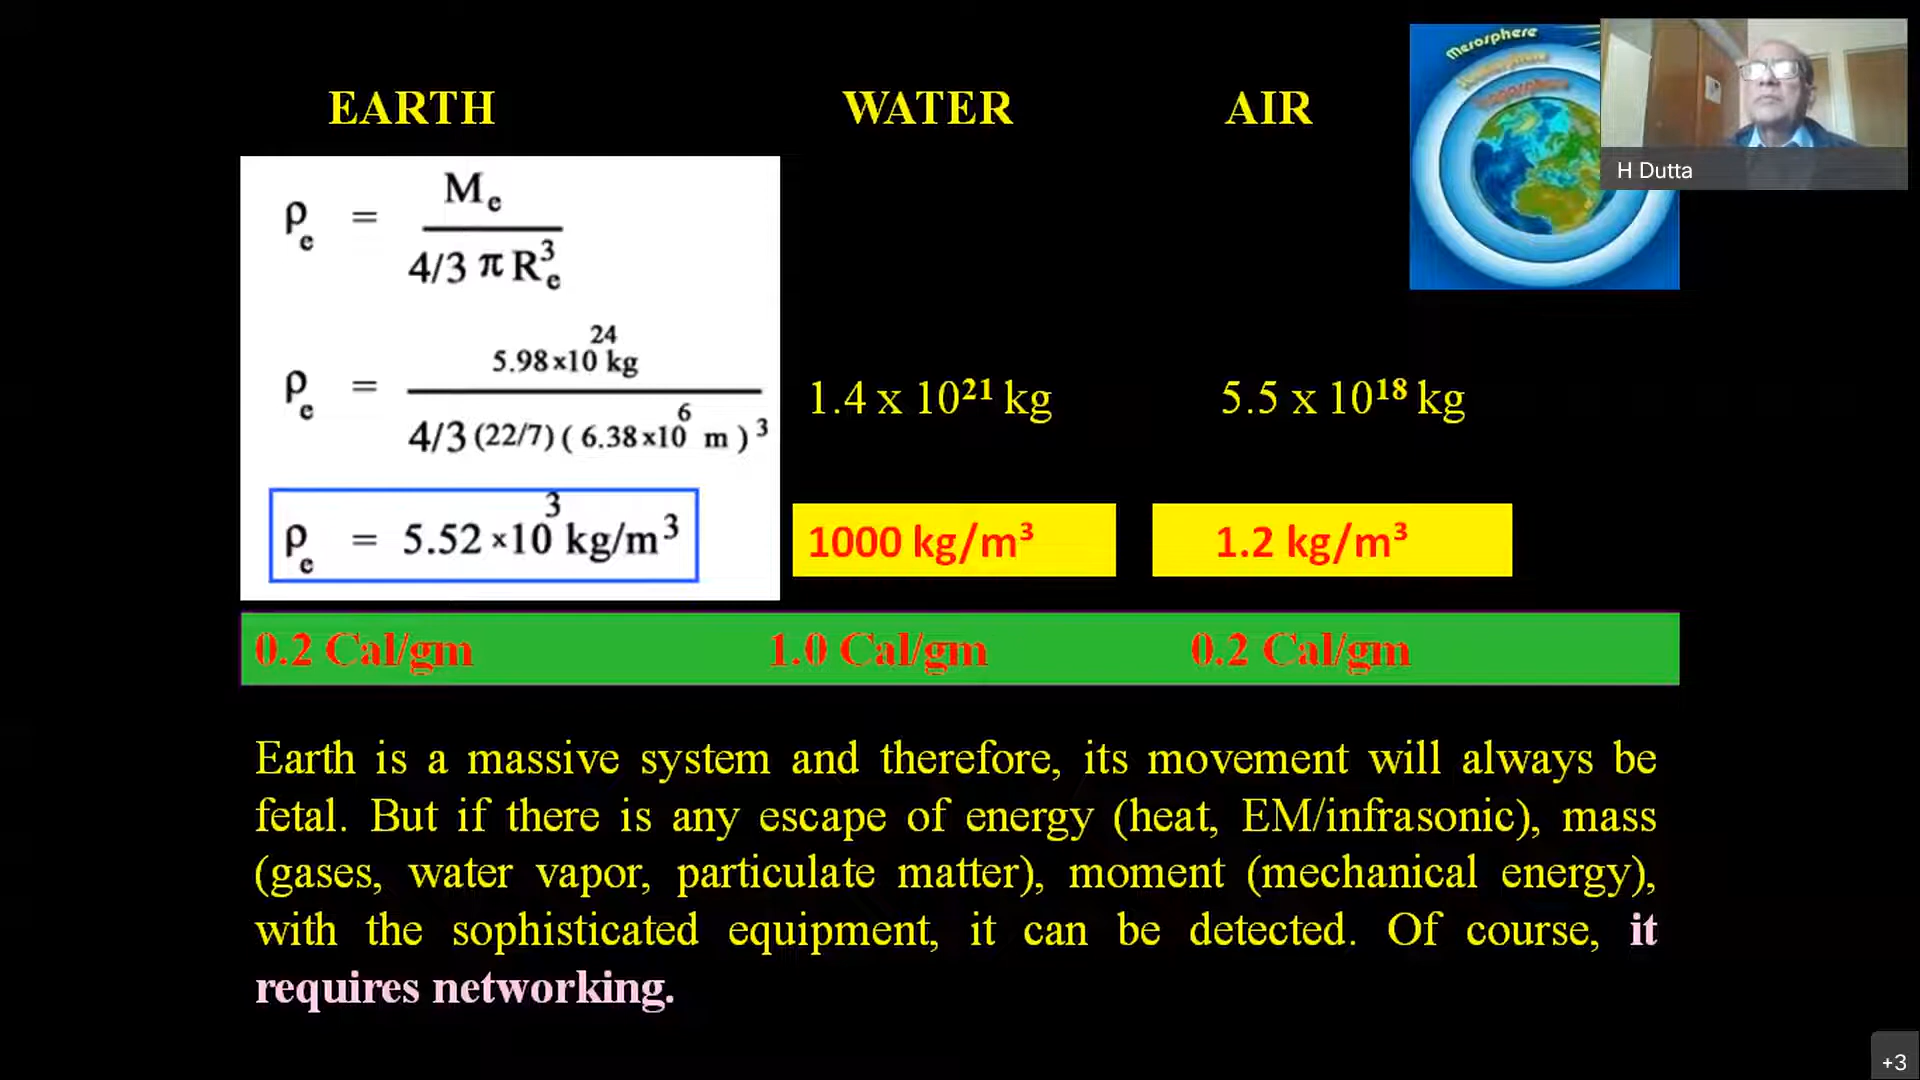 EARTH WATER AIR
Mesosphere
H Dutta
ρe = Me / 4/3 π Re³
ρe = 5.98×10²⁴ kg / 4/3 (22/7) ( 6.38×10⁶ m )³
1.4 x 10²¹ kg
5.5 x 10¹⁸ kg
ρe = 5.52 ×10³ kg/m³
1000 kg/m³
1.2 kg/m³
0.2 Cal/gm 1.0 Cal/gm 0.2 Cal/gm
Earth is a massive system and therefore, its movement will always be
fetal. But if there is any escape of energy (heat, EM/infrasonic), mass
(gases, water vapor, particulate matter), moment (mechanical energy),
with the sophisticated equipment, it can be detected. Of course, it
requires networking.
+3